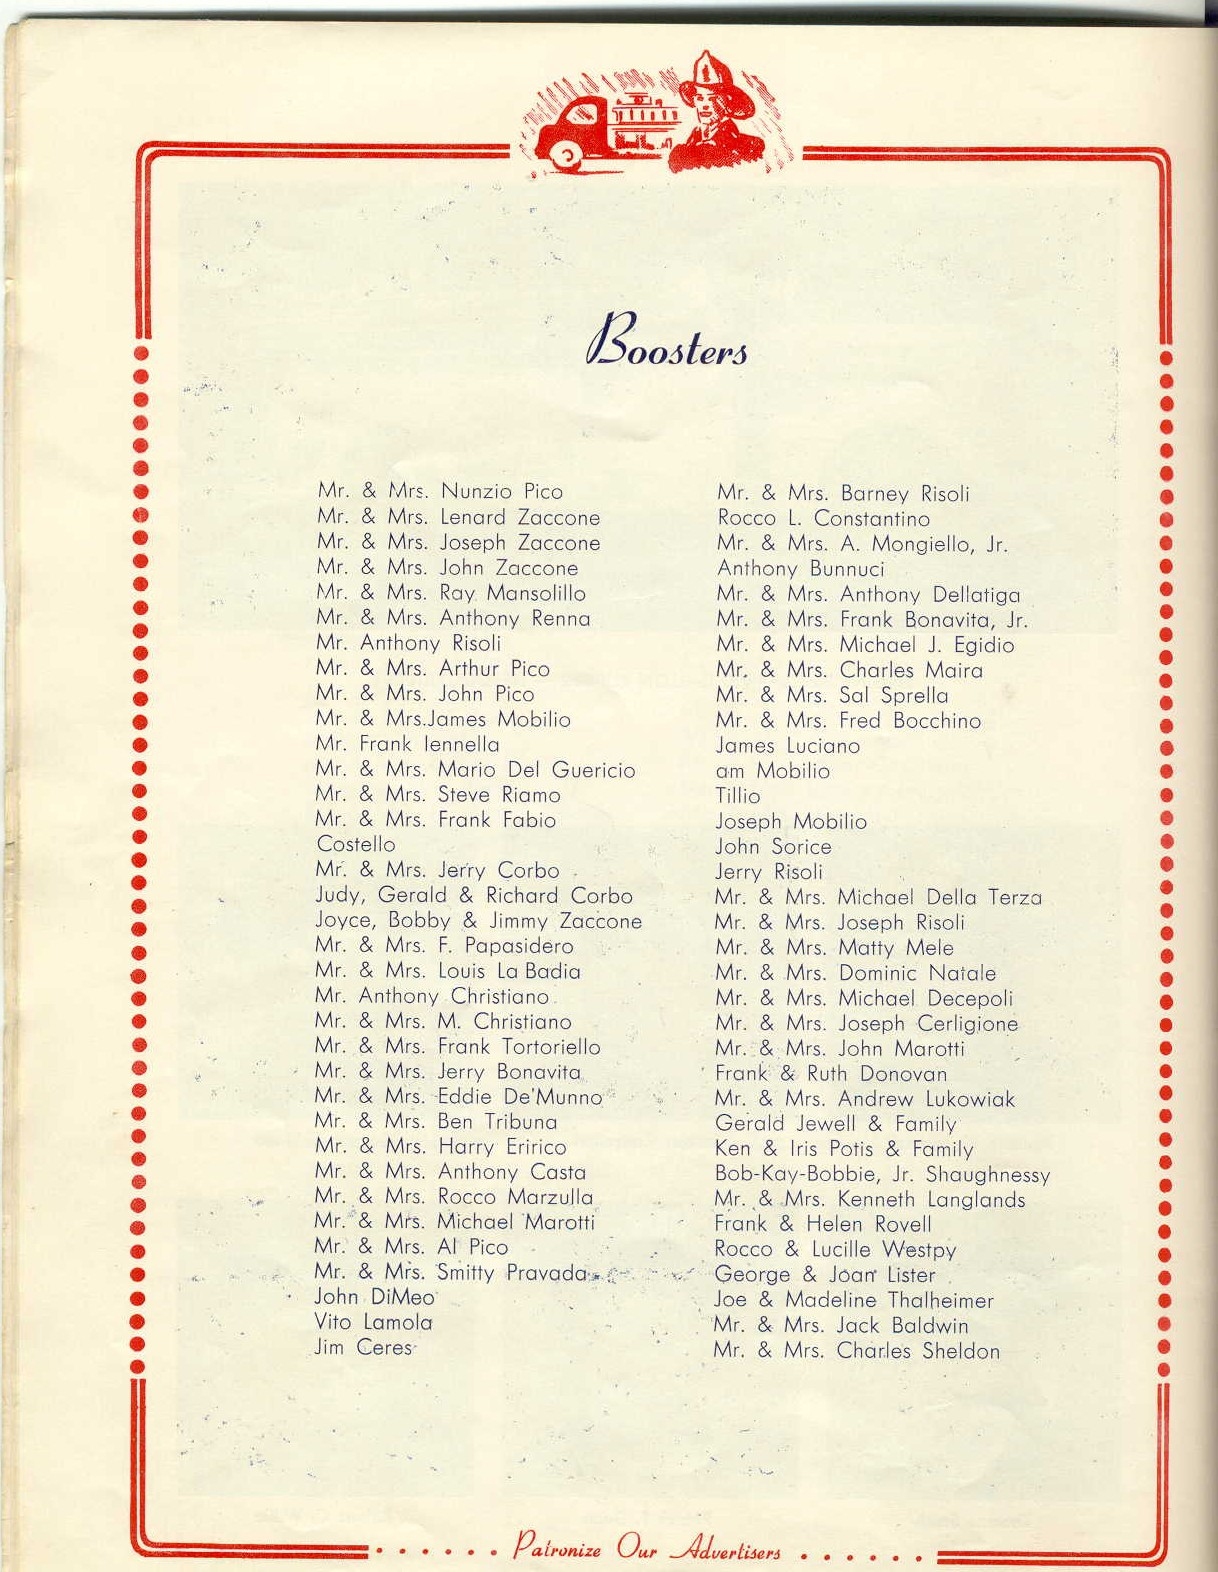 Boosters
Mr. & Mrs. Nunzio Pico
Mr. & Mrs. Lenard Zaccone
Mr. & Mrs. Joseph Zaccone
Mr. & Mrs. John Zaccone
Mr. & Mrs. Ray Mansolillo
Mr. & Mrs. Anthony Renna
Mr. Anthony Risoli
Mr. & Mrs. Arthur Pico
Mr. & Mrs. John Pico
Mr. & Mrs.James Mobilio
Mr. Frank Iennella
Mr. & Mrs. Mario Del Guericio
Mr. & Mrs. Steve Riamo
Mr. & Mrs. Frank Fabio
Costello
Mr. & Mrs. Jerry Corbo
Judy, Gerald & Richard Corbo
Joyce, Bobby & Jimmy Zaccone
Mr. & Mrs. F. Papasidero
Mr. & Mrs. Louis La Badia
Mr. Anthony Christiano
Mr. & Mrs. M. Christiano
Mr. & Mrs. Frank Tortoriello
Mr. & Mrs. Jerry Bonavita
Mr. & Mrs. Eddie De'Munno
Mr. & Mrs. Ben Tribuna
Mr. & Mrs. Harry Eririco
Mr. & Mrs. Anthony Casta
Mr. & Mrs. Rocco Marzulla
Mr. & Mrs. Michael Marotti
Mr. & Mrs. Al Pico
Mr. & Mrs. Smitty Pravada
John DiMeo
Vito Lamola
Jim Ceres
Mr. & Mrs. Barney Risoli
Rocco L. Constantino
Mr. & Mrs. A. Mongiello, Jr.
Anthony Bunnuci
Mr. & Mrs. Anthony Dellatiga
Mr. & Mrs. Frank Bonavita, Jr.
Mr. & Mrs. Michael J. Egidio
Mr. & Mrs. Charles Maira
Mr. & Mrs. Sal Sprella
Mr. & Mrs. Fred Bocchino
James Luciano
am Mobilio
Tillio
Joseph Mobilio
John Sorice
Jerry Risoli
Mr. & Mrs. Michael Della Terza
Mr. & Mrs. Joseph Risoli
Mr. & Mrs. Matty Mele
Mr. & Mrs. Dominic Natale
Mr. & Mrs. Michael Decepoli
Mr. & Mrs. Joseph Cerligione
Mr. & Mrs. John Marotti
Frank & Ruth Donovan
Mr. & Mrs. Andrew Lukowiak
Gerald Jewell & Family
Ken & Iris Potis & Family
Bob-Kay-Bobbie, Jr. Shaughnessy
Mr. & Mrs. Kenneth Langlands
Frank & Helen Rovell
Rocco & Lucille Westpy
George & Joan Lister
Joe & Madeline Thalheimer
Mr. & Mrs. Jack Baldwin
Mr. & Mrs. Charles Sheldon
Patronize Our Advertisers